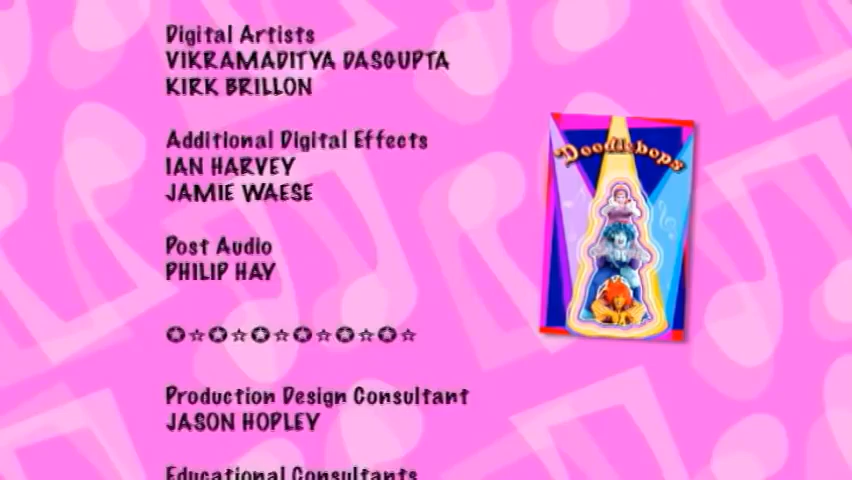 Digital Artists
VIKRAMADITYA DASGUPTA
KIRK BRILLON
Additional Digital Effects
IAN HARVEY
JAMIE WAESE
Post Audio
PHILIP HAY
✪☆✪☆✪☆✪☆✪☆✪☆
Production Design Consultant
JASON HOPLEY
Educational Consultants
Doodlebops